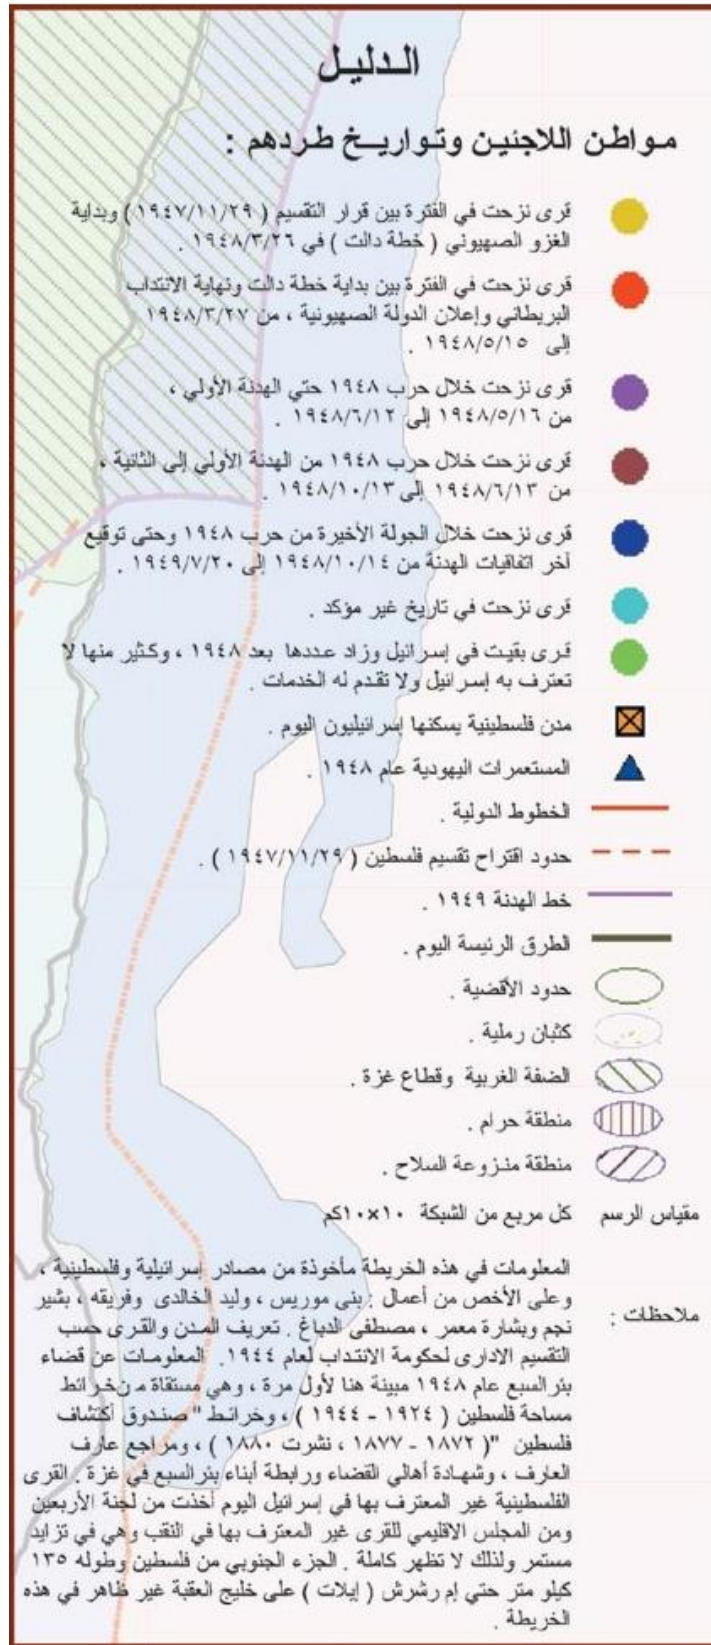 الدليل
مواطن اللاجئين وتواريخ طردهم :
قرى نزحت في الفترة بين قرار التقسيم ( ١٩٤٧/١١/٢٩ ) وبداية
الغزو الصهيوني ( خطة دالت ) في ١٩٤٨/٣/٢٦ .
قرى نزحت في الفترة بين بداية خطة دالت ونهاية الانتداب
البريطاني وإعلان الدولة الصهيونية ، من ١٩٤٨/٣/٢٧
إلى ١٩٤٨/٥/١٥ .
قرى نزحت خلال حرب ١٩٤٨ حتي الهدنة الأولي ،
من ١٩٤٨/٥/١٦ إلى ١٩٤٨/٦/١٢ .
قرى نزحت خلال حرب ١٩٤٨ من الهدنة الأولي إلى الثانية ،
من ١٩٤٨/٦/١٣ إلى ١٩٤٨/١٠/١٣ .
قرى نزحت خلال الجولة الأخيرة من حرب ١٩٤٨ وحتى توقيع
أخر اتفاقيات الهدنة من ١٩٤٨/١٠/١٤ إلى ١٩٤٩/٧/٢٠ .
قرى نزحت في تاريخ غير مؤكد .
قرى بقيت في إسرائيل وزاد عددها بعد ١٩٤٨ ، وكثير منها لا
تعترف به إسرائيل ولا تقدم له الخدمات .
مدن فلسطينية يسكنها إسرائيليون اليوم .
المستعمرات اليهودية عام ١٩٤٨ .
الخطوط الدولية .
حدود اقتراح تقسيم فلسطين ( ١٩٤٧/١١/٢٩ ) .
خط الهدنة ١٩٤٩ .
الطرق الرئيسة اليوم .
حدود الأقضية .
كثبان رملية .
الضفة الغربية وقطاع غزة .
منطقة حرام .
منطقة منزوعة السلاح .
مقياس الرسم كل مربع من الشبكة ١٠×١٠كم
ملاحظات :
المعلومات في هذه الخريطة مأخوذة من مصادر إسرائيلية وفلسطينية ،
وعلى الأخص من أعمال : بنى موريس ، وليد الخالدى وفريقه ، بشير
نجم وبشارة معمر ، مصطفى الدباغ . تعريف المدن والقرى حسب
التقسيم الادارى لحكومة الانتداب لعام ١٩٤٤. المعلومات عن قضاء
بئرالسبع عام ١٩٤٨ مبينة هنا لأول مرة ، وهي مستقاة من خرائط
مساحة فلسطين ( ١٩٢٤ - ١٩٤٤ ) ، وخرائط " صندوق أكتشاف
فلسطين "( ١٨٧٢ - ١٨٧٧ ، نشرت ١٨٨٠ ) ، ومراجع عارف
العارف ، وشهادة أهالي القضاء ورابطة أبناء بئرالسبع في غزة . القرى
الفلسطينية غير المعترف بها في إسرائيل اليوم أخذت من لجنة الأربعين
ومن المجلس الاقليمي للقرى غير المعترف بها في النقب وهي في تزايد
مستمر ولذلك لا تظهر كاملة . الجزء الجنوبي من فلسطين وطوله ١٣٥
كيلو متر حتي إم رشرش ( إيلات ) على خليج العقبة غير ظاهر في هذه
الخريطة .